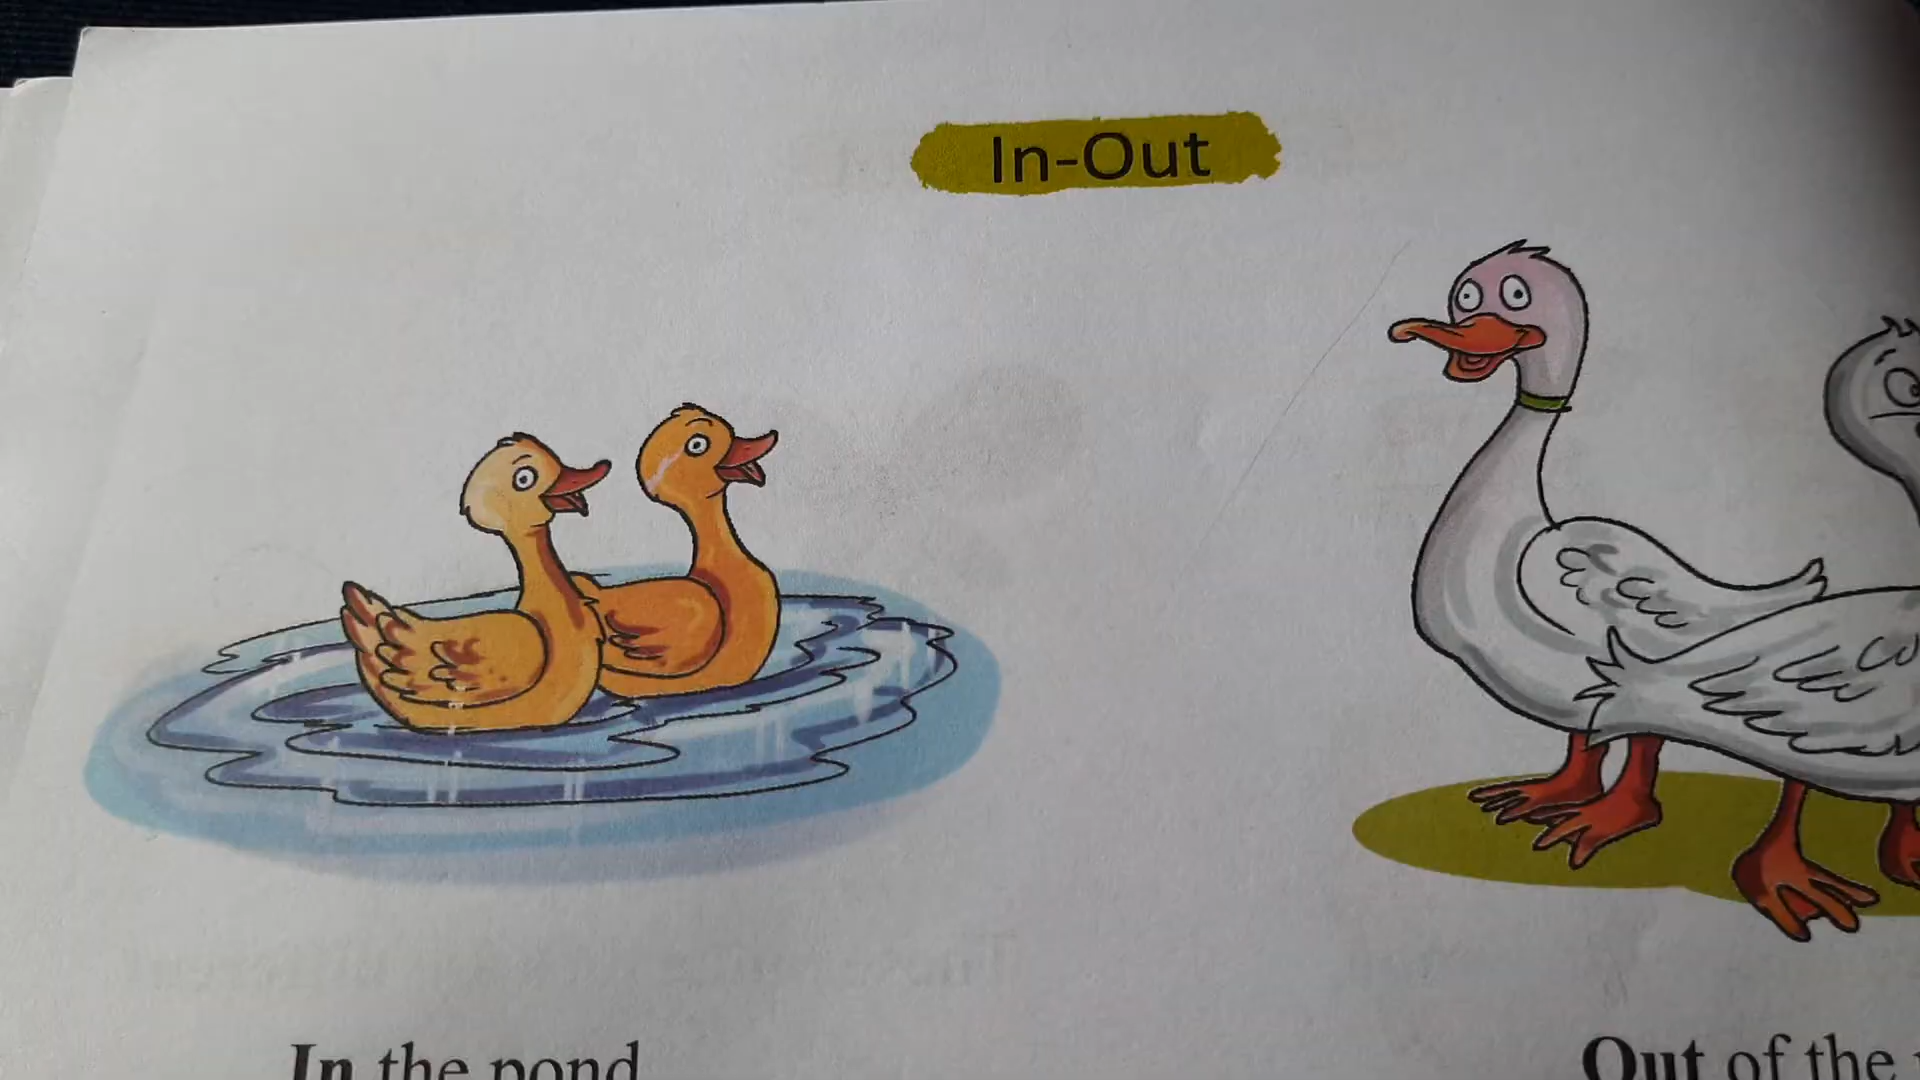 In-Out
In the pond
Out of the